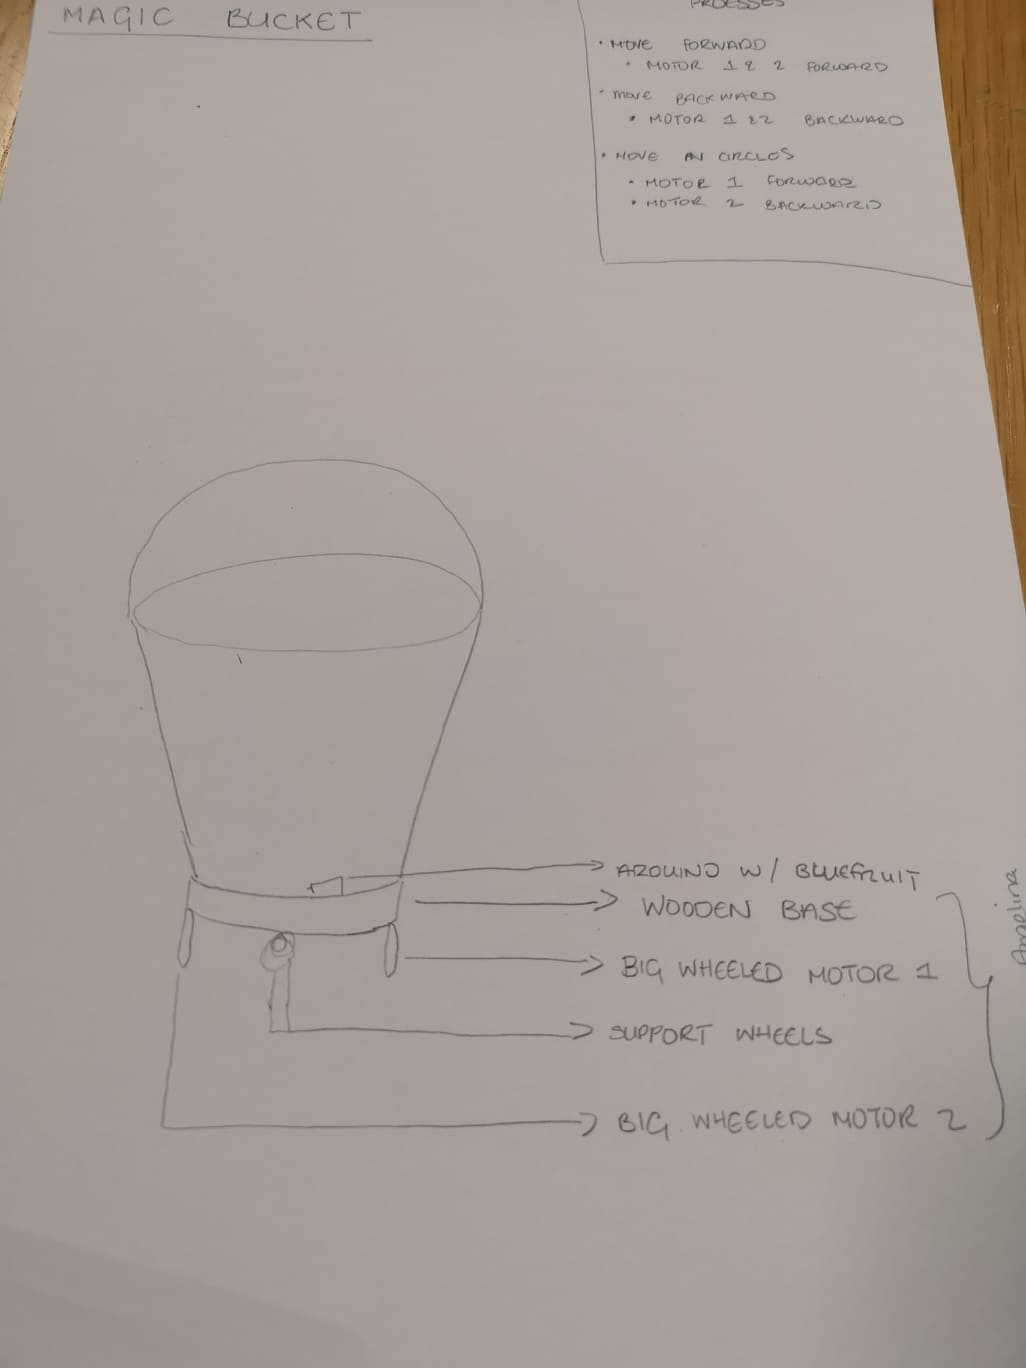 MAGIC BUCKET
PROESSES
• MOVE FORWARD
• MOTOR 1 & 2 FORWARD
• MOVE BACKWARD
• MOTOR 1 & 2 BACKWARD
• MOVE IN CIRCLES
• MOTOR 1 FORWARD
• MOTOR 2 BACKWARD
ARDUINO W/ BLUEFRUIT
WOODEN BASE
BIG WHEELED MOTOR 1
SUPPORT WHEELS
BIG WHEELED MOTOR 2
Angelina